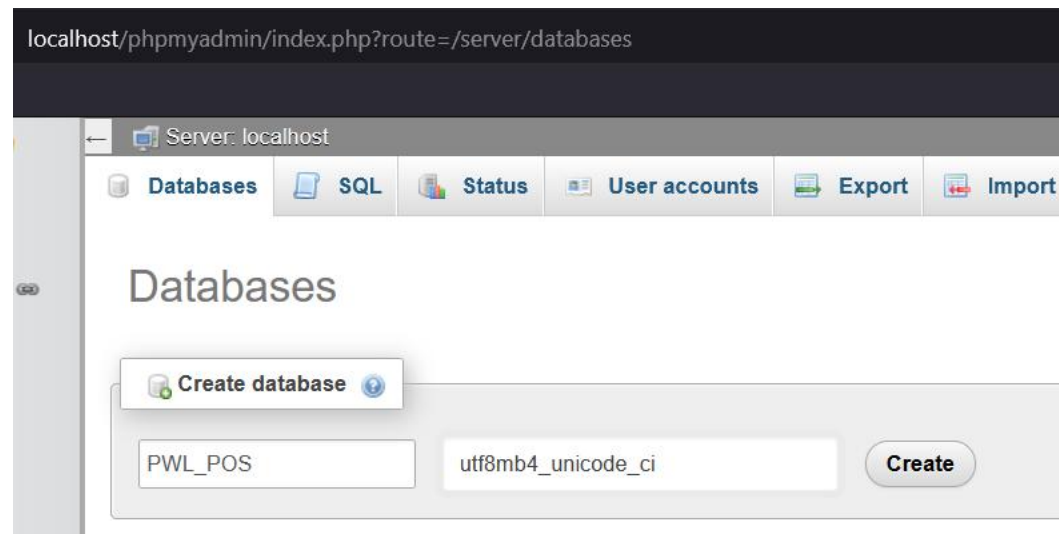 localhost/phpmyadmin/index.php?route=/server/databases
Server: localhost
Databases SQL Status User accounts Export Import
Databases
Create database
PWL_POS utf8mb4_unicode_ci Create